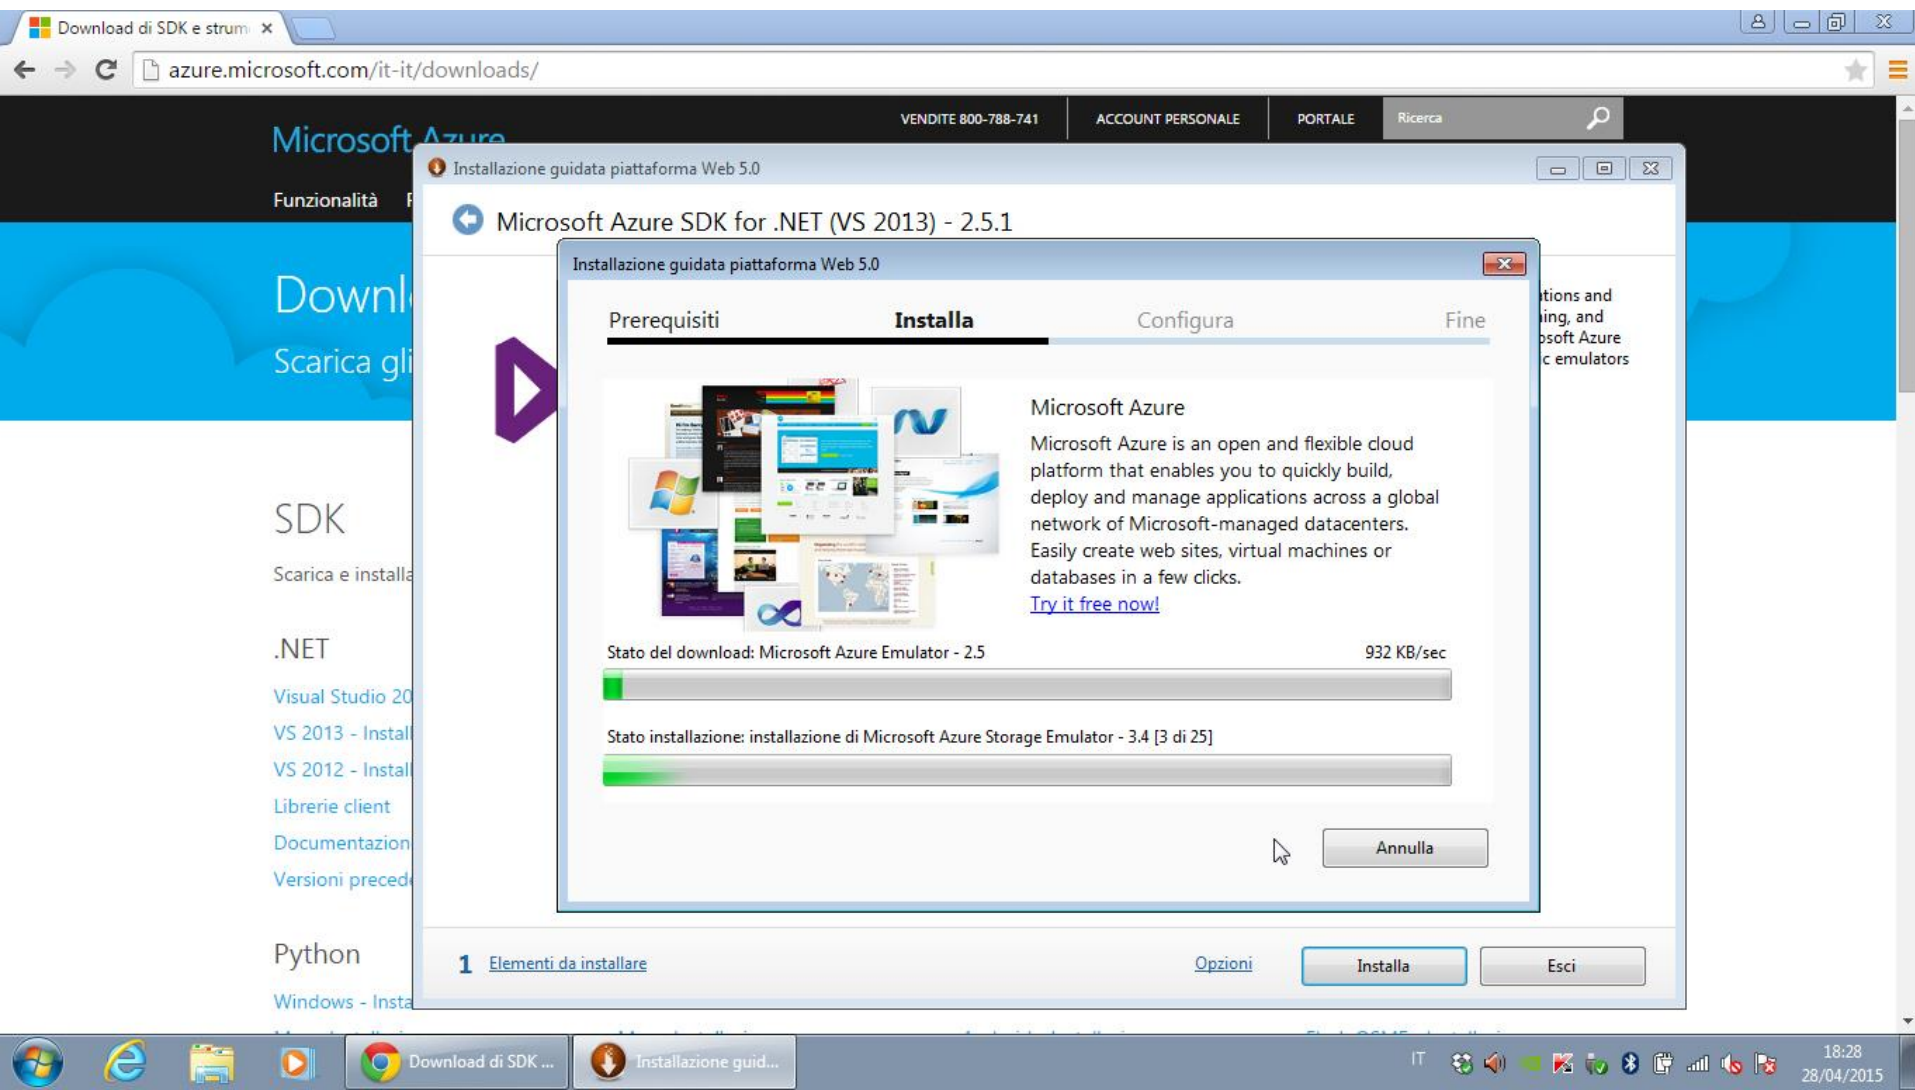 Download di SDK e strum
azure.microsoft.com/it-it/downloads/
VENDITE 800-788-741
ACCOUNT PERSONALE
PORTALE
Ricerca
Microsoft Azure
Installazione guidata piattaforma Web 5.0
Funzionalità
Microsoft Azure SDK for .NET (VS 2013) - 2.5.1
Installazione guidata piattaforma Web 5.0
Prerequisiti
Installa
Configura
Fine
Downl
Scarica gli
and
and
Azure
emulators
Microsoft Azure
Microsoft Azure is an open and flexible cloud
platform that enables you to quickly build,
deploy and manage applications across a global
network of Microsoft-managed datacenters.
Easily create web sites, virtual machines or
databases in a few clicks.
Try it free now!
SDK
Scarica e installa
.NET
Visual Studio 20
VS 2013 - Install
VS 2012 - Install
Librerie client
Documentazion
Versioni precede
Stato del download: Microsoft Azure Emulator - 2.5
932 KB/sec
Stato installazione: installazione di Microsoft Azure Storage Emulator - 3.4 [3 di 25]
Annulla
Python
Windows - Insta
1 Elementi da installare
Opzioni
Installa
Esci
Download di SDK ...
Installazione guid...
IT
18:28
28/04/2015